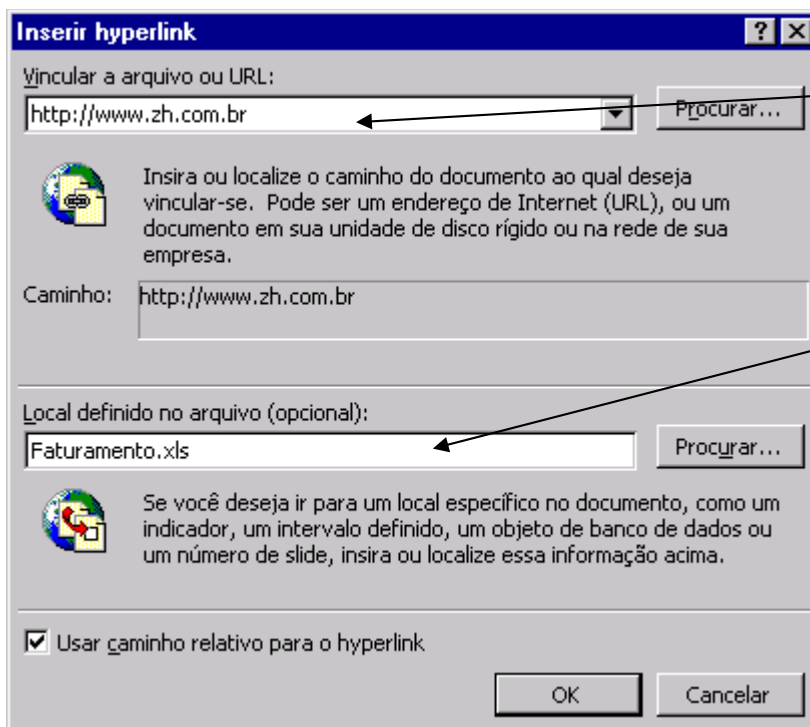 Inserir hyperlink
Vincular a arquivo ou URL:
http://www.zh.com.br
Procurar...
Insira ou localize o caminho do documento ao qual deseja
vincular-se. Pode ser um endereço de Internet (URL), ou um
documento em sua unidade de disco rígido ou na rede de sua
empresa.
Caminho: http://www.zh.com.br
Local definido no arquivo (opcional):
Faturamento.xls
Procurar...
Se você deseja ir para um local específico no documento, como um
indicador, um intervalo definido, um objeto de banco de dados ou
um número de slide, insira ou localize essa informação acima.
Usar caminho relativo para o hyperlink
OK
Cancelar